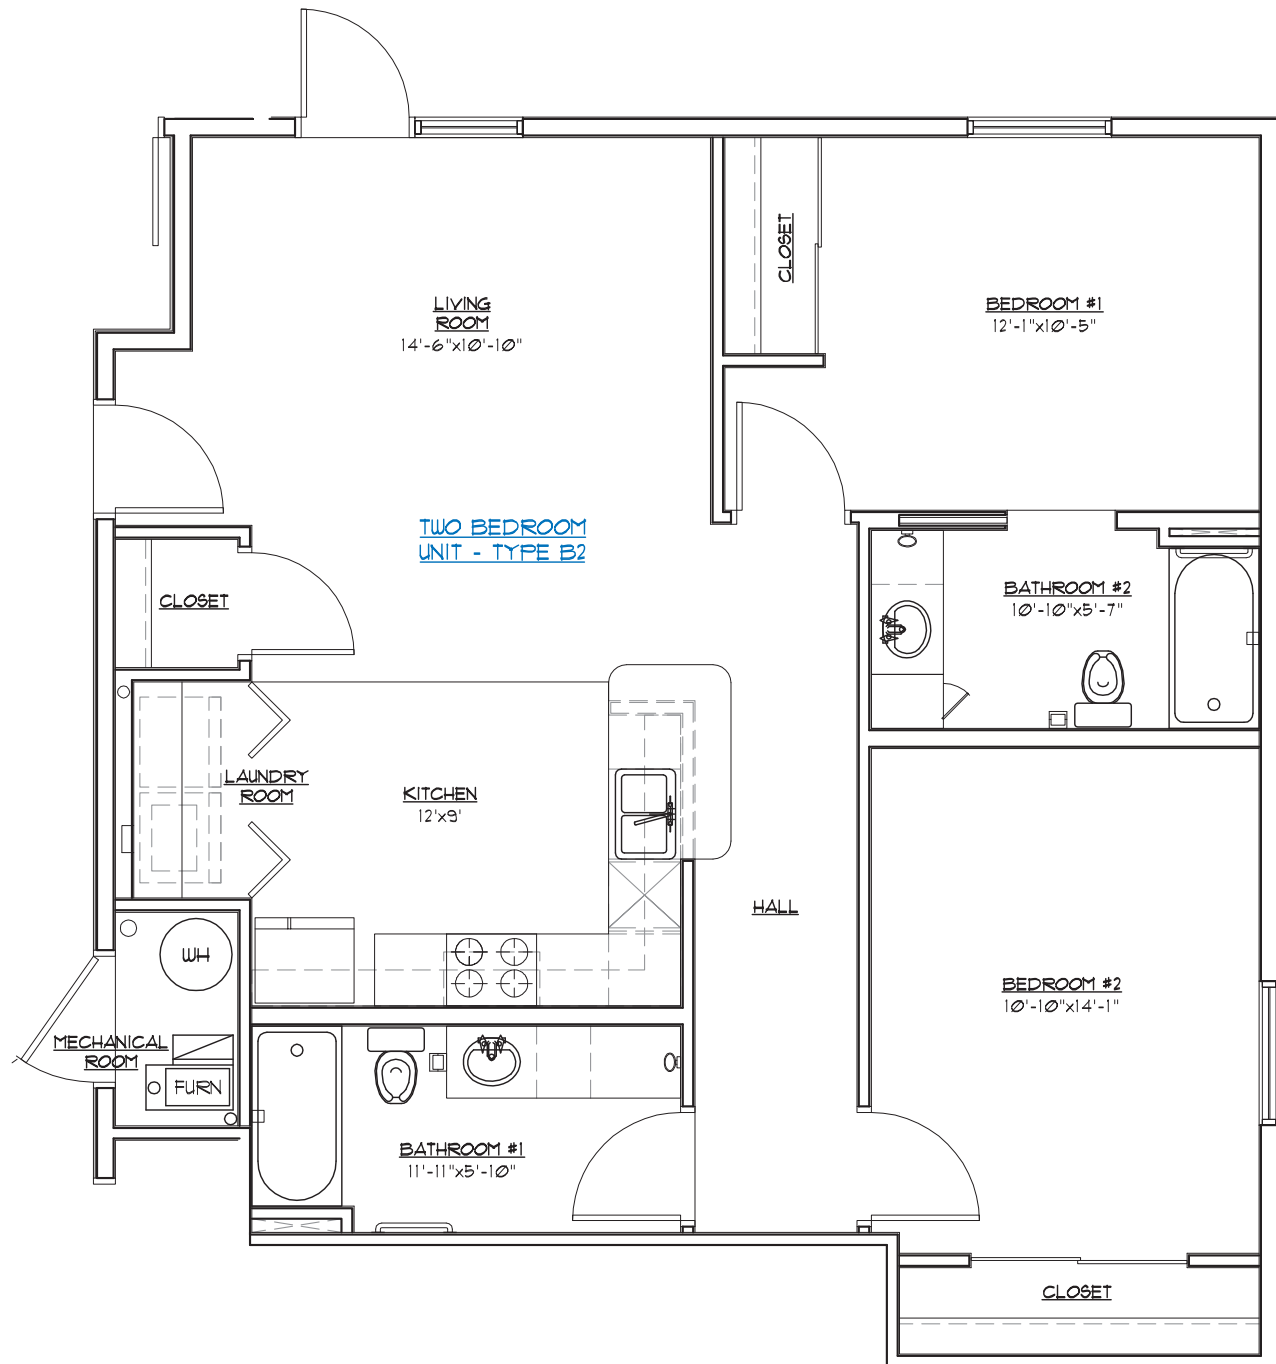 CLOSET
LIVING
ROOM
14'-6"x10'-10"
BEDROOM #1
12'-1"x10'-5"
TWO BEDROOM
UNIT - TYPE B2
CLOSET
BATHROOM #2
10'-10"x5'-7"
LAUNDRY
ROOM
KITCHEN
12'x9'
HALL
WH
BEDROOM #2
10'-10"x14'-1"
MECHANICAL
ROOM
FURN
BATHROOM #1
11'-11"x5'-10"
CLOSET